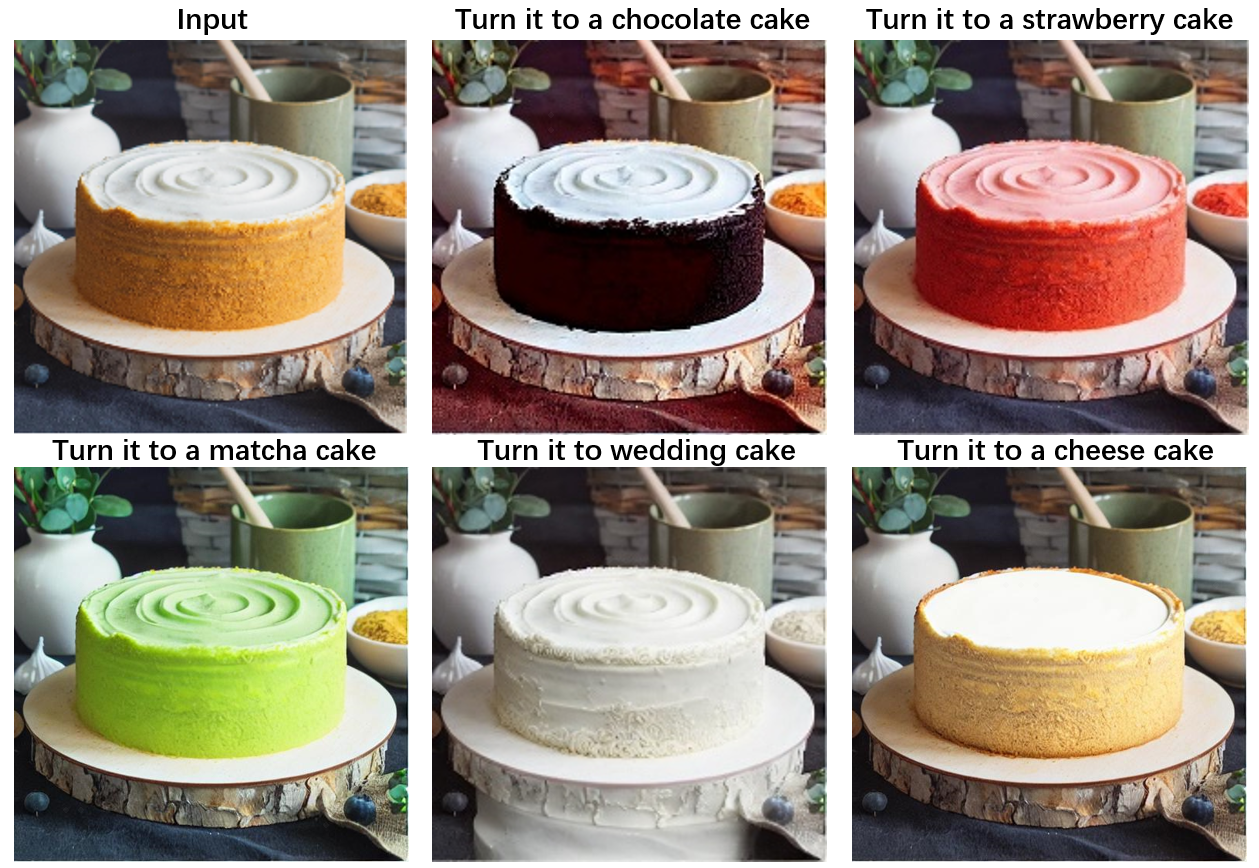 Input
Turn it to a chocolate cake
Turn it to a strawberry cake
Turn it to a matcha cake
Turn it to wedding cake
Turn it to a cheese cake